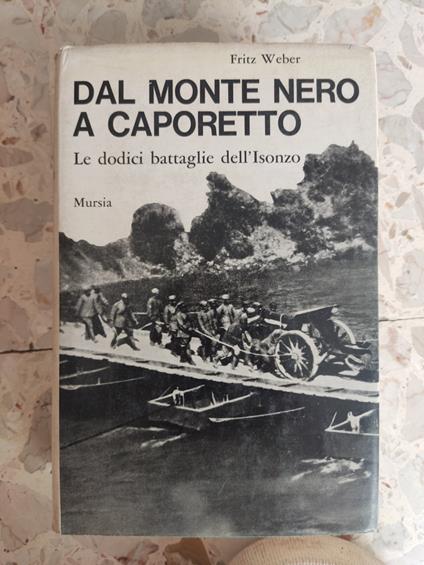 Fritz Weber
DAL MONTE NERO
A CAPORETTO
Le dodici battaglie dell'Isonzo
Mursia